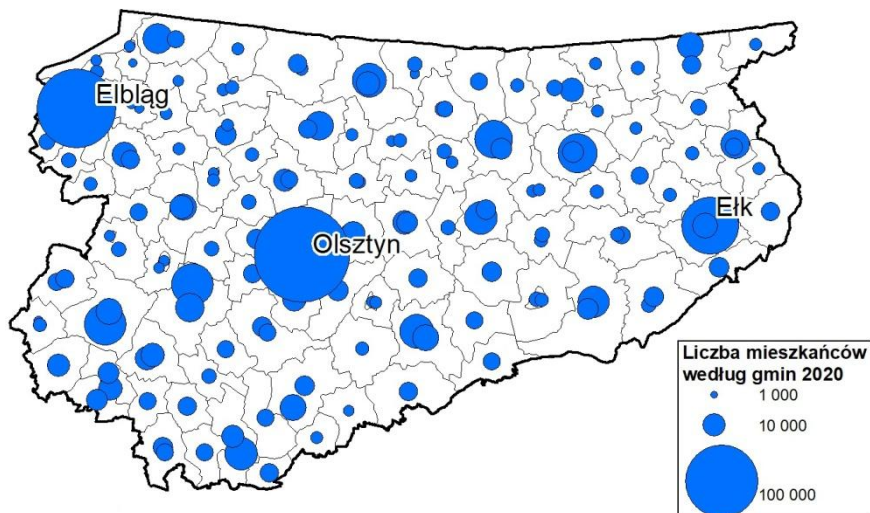 Elbląg
Ełk
Olsztyn
Liczba mieszkańców
według gmin 2020
1 000
10 000
100 000